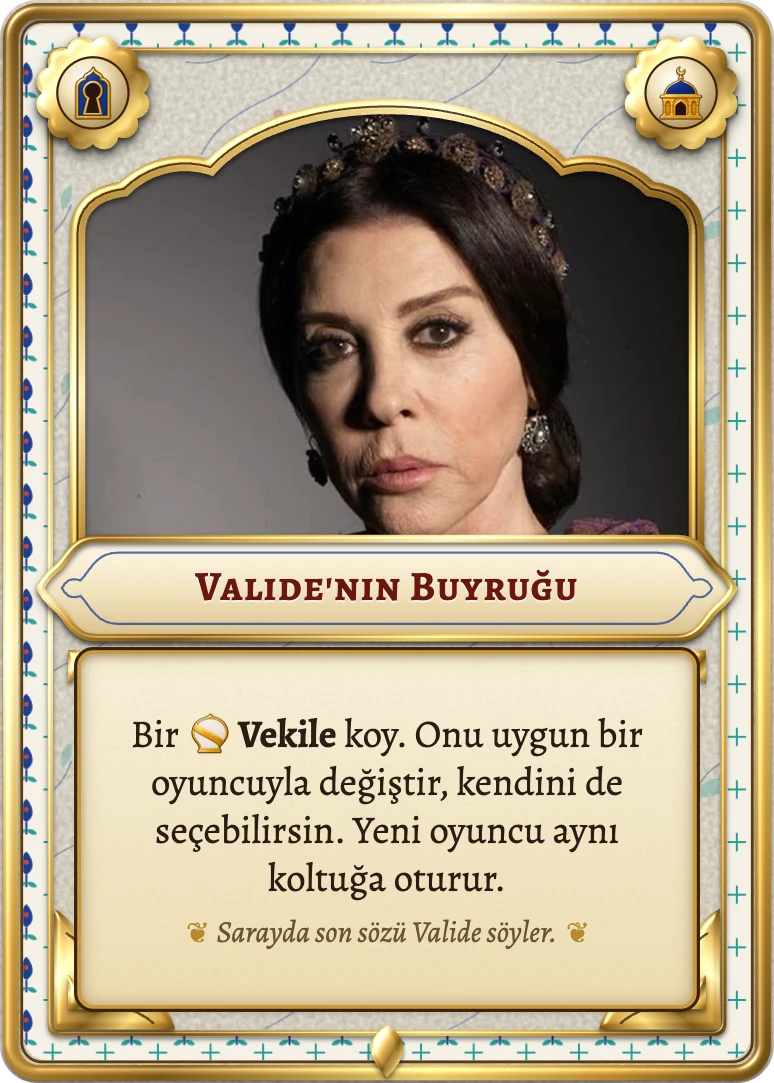 Valide'nin Buyruğu
Bir Vekile koy. Onu uygun bir
oyuncuyla değiştir, kendini de
seçebilirsin. Yeni oyuncu aynı
koltuğa oturur.
Sarayda son sözü Valide söyler.